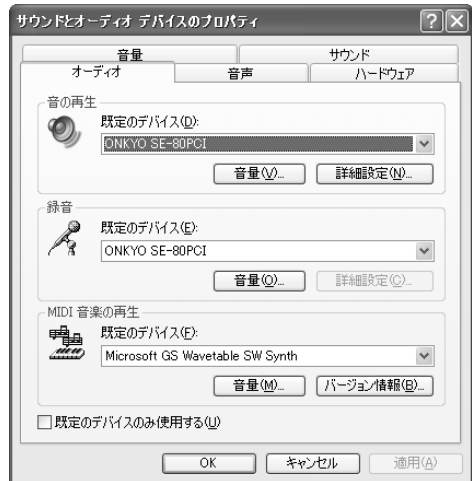 サウンドとオーディオ デバイスのプロパティ
音量 サウンド
オーディオ 音声 ハードウェア
音の再生
既定のデバイス(D):
ONKYO SE-80PCI
音量(V)... 詳細設定(N)...
録音
既定のデバイス(E):
ONKYO SE-80PCI
音量(O)... 詳細設定(C)...
MIDI 音楽の再生
既定のデバイス(F):
Microsoft GS Wavetable SW Synth
音量(M)... バージョン情報(B)...
既定のデバイスのみ使用する(U)
OK キャンセル 適用(A)